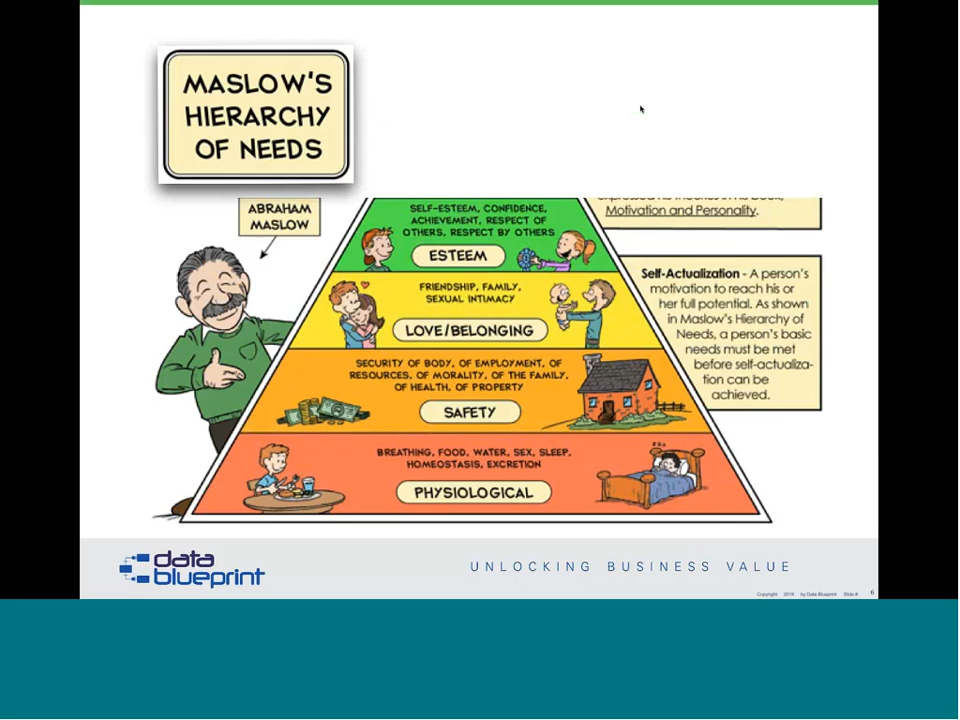 MASLOW'S
HIERARCHY
OF NEEDS
ABRAHAM
MASLOW
SELF-ESTEEM, CONFIDENCE,
ACHIEVEMENT, RESPECT OF
OTHERS, RESPECT BY OTHERS
ESTEEM
FRIENDSHIP, FAMILY,
SEXUAL INTIMACY
LOVE/BELONGING
SECURITY OF BODY, OF EMPLOYMENT, OF
RESOURCES, OF MORALITY, OF THE FAMILY,
OF HEALTH, OF PROPERTY
SAFETY
BREATHING, FOOD, WATER, SEX, SLEEP,
HOMEOSTASIS, EXCRETION
PHYSIOLOGICAL
expressed his theories in his book,
Motivation and Personality.
Self-Actualization - A person's
motivation to reach his or
her full potential. As shown
in Maslow's Hierarchy of
Needs, a person's basic
needs must be met
before self-actualiza-
tion can be
achieved.
data
blueprint
UNLOCKING BUSINESS VALUE
Copyright 2019 by Data Blueprint Slide # 6